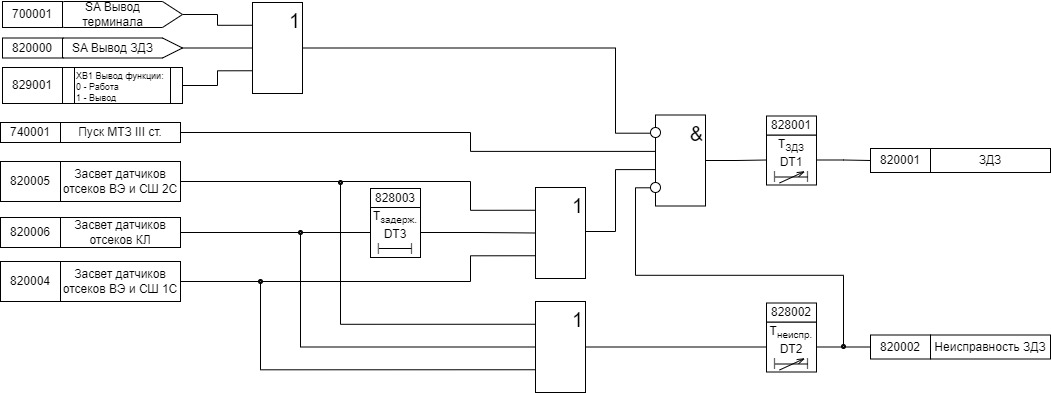 700001 SA Вывод
терминала
820000 SA Вывод ЗДЗ
829001 XB1 Вывод функции:
0 - Работа
1 - Вывод
1
740001 Пуск МТЗ III ст.
820005 Засвет датчиков
отсеков ВЭ и СШ 2С
820006 Засвет датчиков
отсеков КЛ
820004 Засвет датчиков
отсеков ВЭ и СШ 1С
828003
Tзадерж.
DT3
1
1
&
828001
TЗДЗ
DT1
820001 ЗДЗ
828002
Tнеиспр.
DT2
820002 Неисправность ЗДЗ